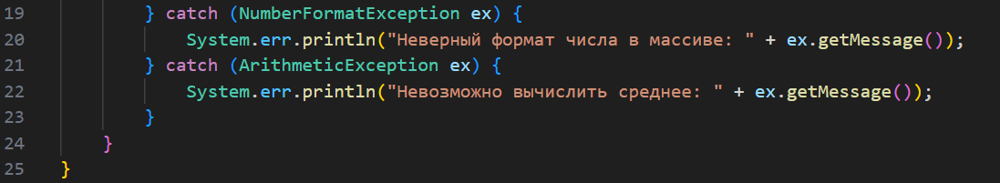 19 } catch (NumberFormatException ex) {
20 System.err.println("Неверный формат числа в массиве: " + ex.getMessage());
21 } catch (ArithmeticException ex) {
22 System.err.println("Невозможно вычислить среднее: " + ex.getMessage());
23 }
24 }
25 }